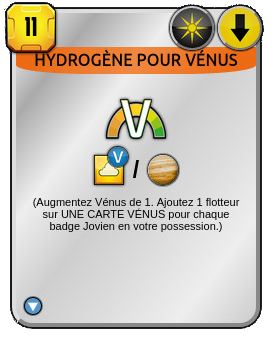 11
HYDROGÈNE POUR VÉNUS
V
V
/
(Augmentez Vénus de 1. Ajoutez 1 flotteur
sur UNE CARTE VÉNUS pour chaque
badge Jovien en votre possession.)